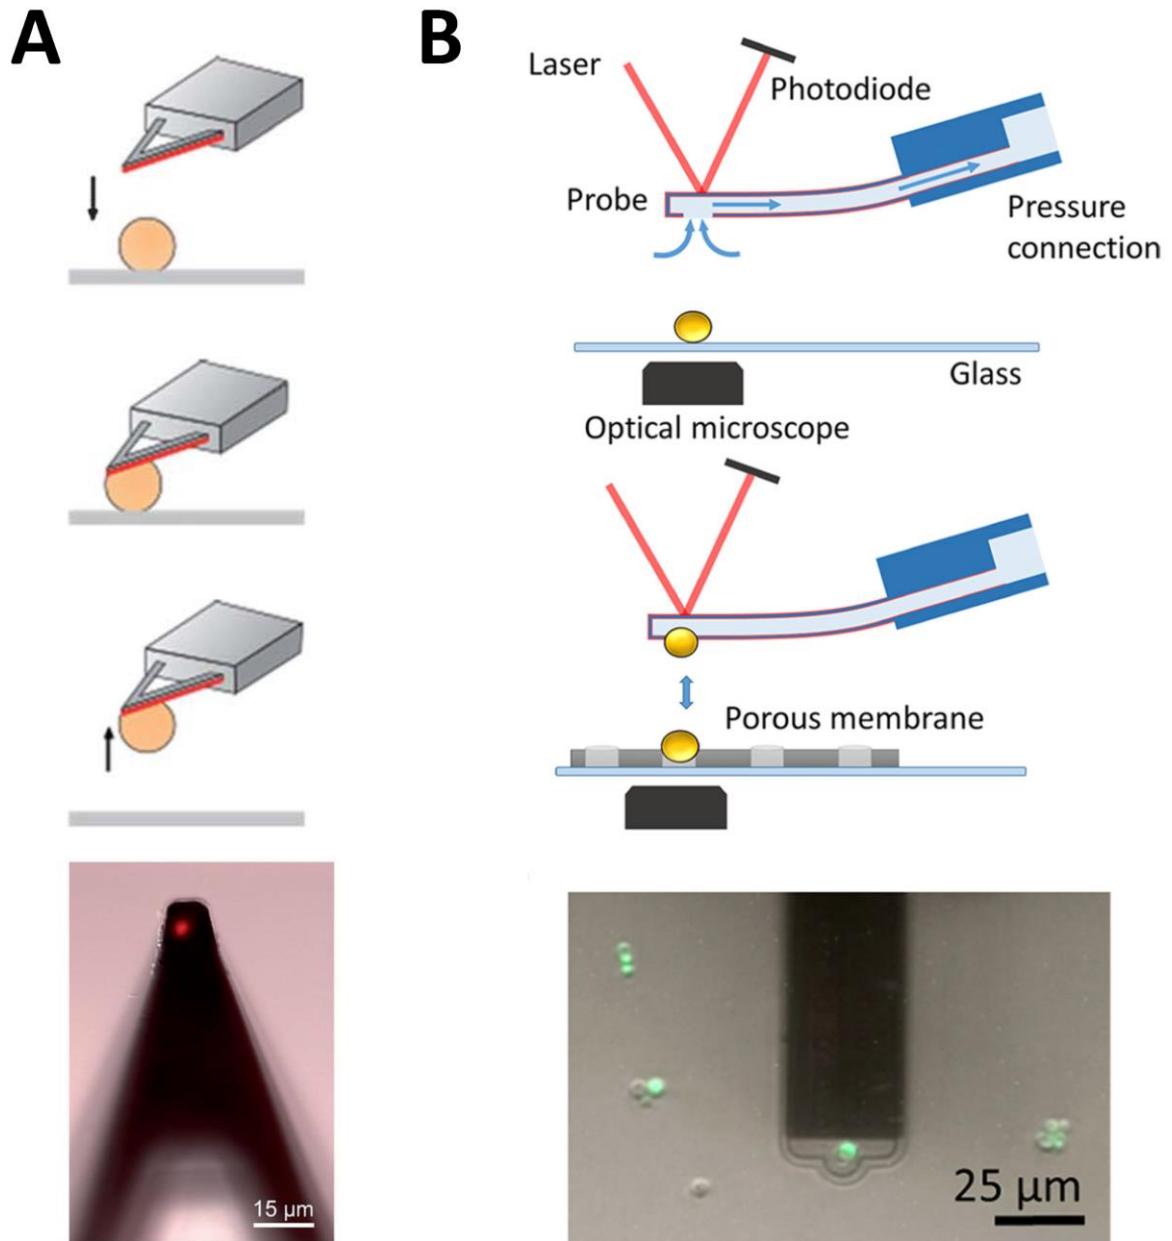 A
B
Laser
Photodiode
Probe
Pressure
connection
Glass
Optical microscope
Porous membrane
15 µm
25 µm